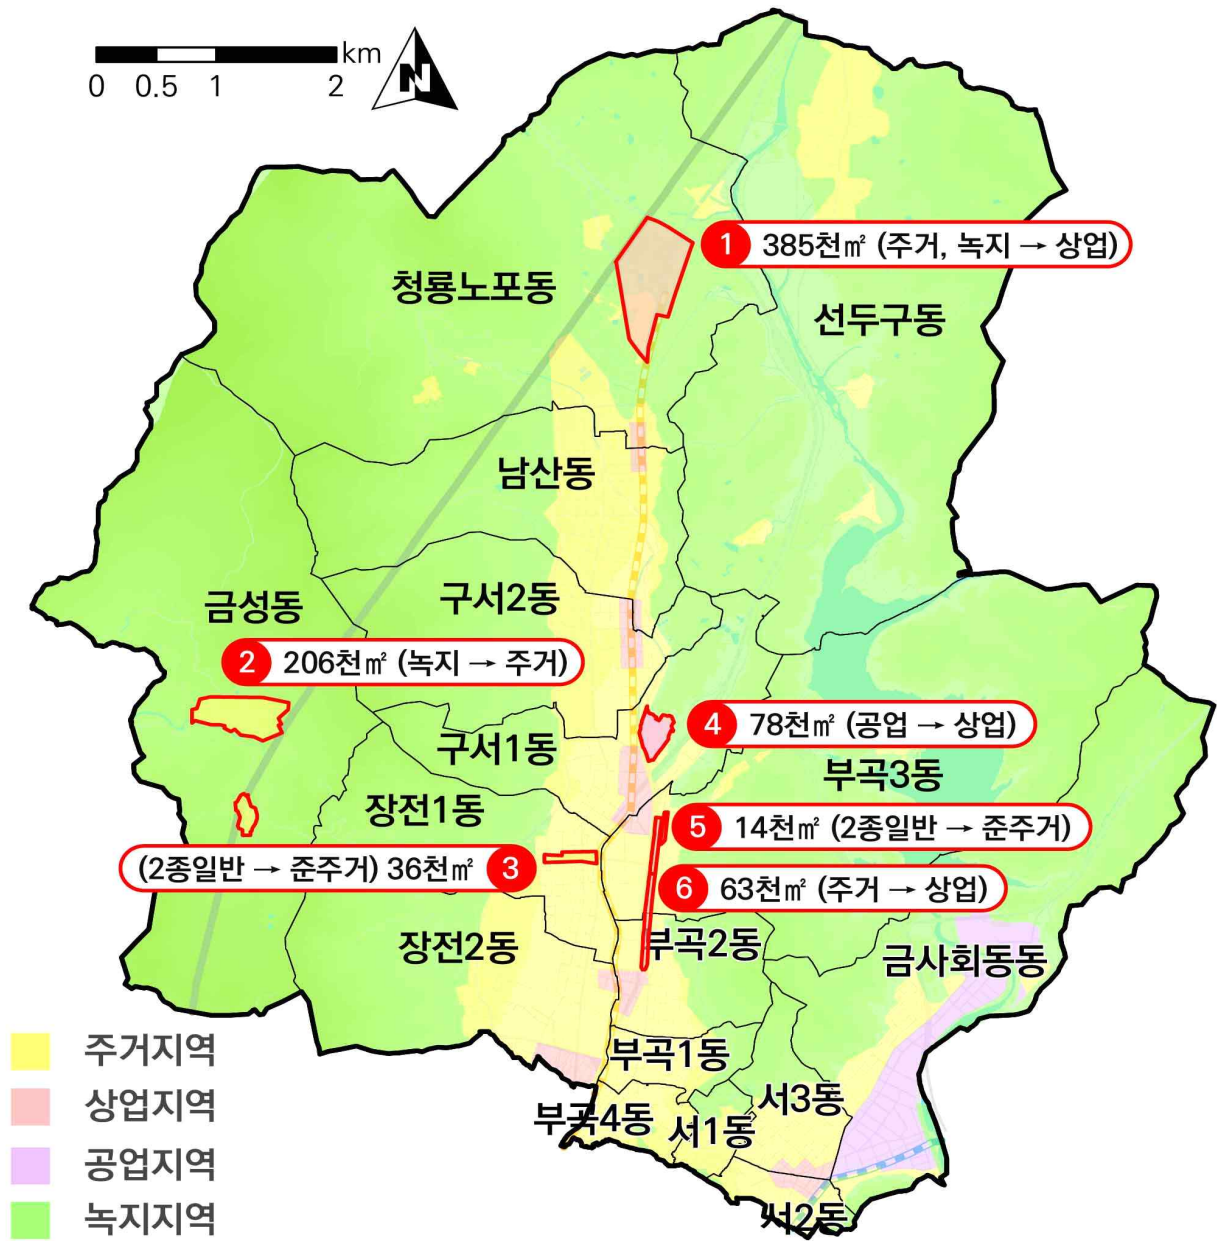 km
0 0.5 1 2
N
1 385천㎡ (주거, 녹지 → 상업)
청룡노포동
선두구동
남산동
구서2동
금성동
2 206천㎡ (녹지 → 주거)
4 78천㎡ (공업 → 상업)
구서1동
부곡3동
장전1동
5 14천㎡ (2종일반 → 준주거)
(2종일반 → 준주거) 36천㎡ 3
6 63천㎡ (주거 → 상업)
장전2동
부곡2동
금사회동동
주거지역
부곡1동
상업지역
서3동
부곡4동
서1동
공업지역
녹지지역
서2동